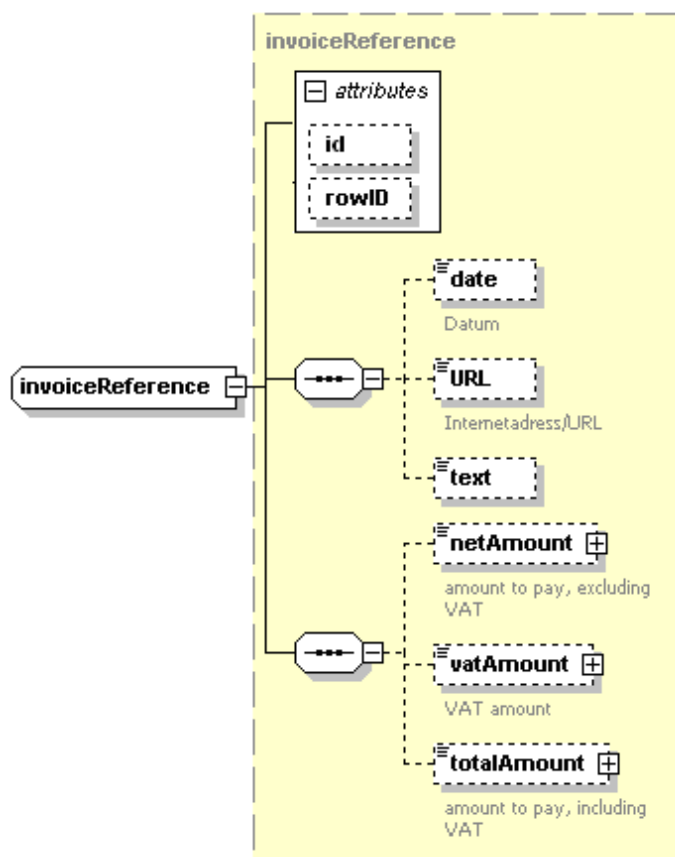 invoiceReference
attributes
id
rowID
date
Datum
invoiceReference
URL
Internetadress/URL
text
netAmount
amount to pay, excluding
VAT
vatAmount
VAT amount
totalAmount
amount to pay, including
VAT